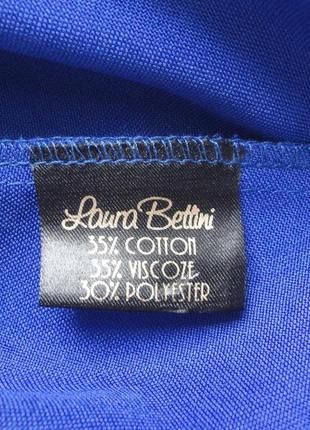 Laura Bettini
35% COTTON
35% VISCOZE
30% POLYESTER